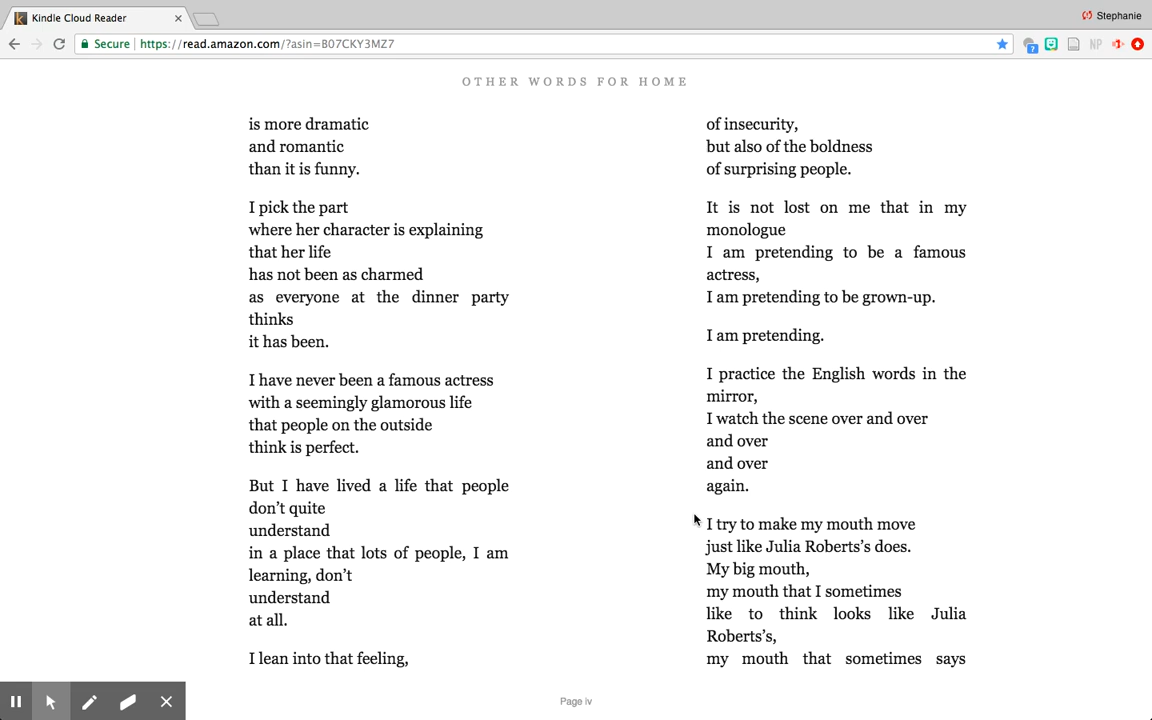 Kindle Cloud Reader
Stephanie
Secure
https://read.amazon.com/?asin=B07CKY3MZ7
7
NP
1
OTHER WORDS FOR HOME
is more dramatic
and romantic
than it is funny.
I pick the part
where her character is explaining
that her life
has not been as charmed
as everyone at the dinner party
thinks
it has been.
I have never been a famous actress
with a seemingly glamorous life
that people on the outside
think is perfect.
But I have lived a life that people
don’t quite
understand
in a place that lots of people, I am
learning, don’t
understand
at all.
I lean into that feeling,
of insecurity,
but also of the boldness
of surprising people.
It is not lost on me that in my
monologue
I am pretending to be a famous
actress,
I am pretending to be grown-up.
I am pretending.
I practice the English words in the
mirror,
I watch the scene over and over
and over
and over
again.
I try to make my mouth move
just like Julia Roberts’s does.
My big mouth,
my mouth that I sometimes
like to think looks like Julia
Roberts’s,
my mouth that sometimes says
Page iv